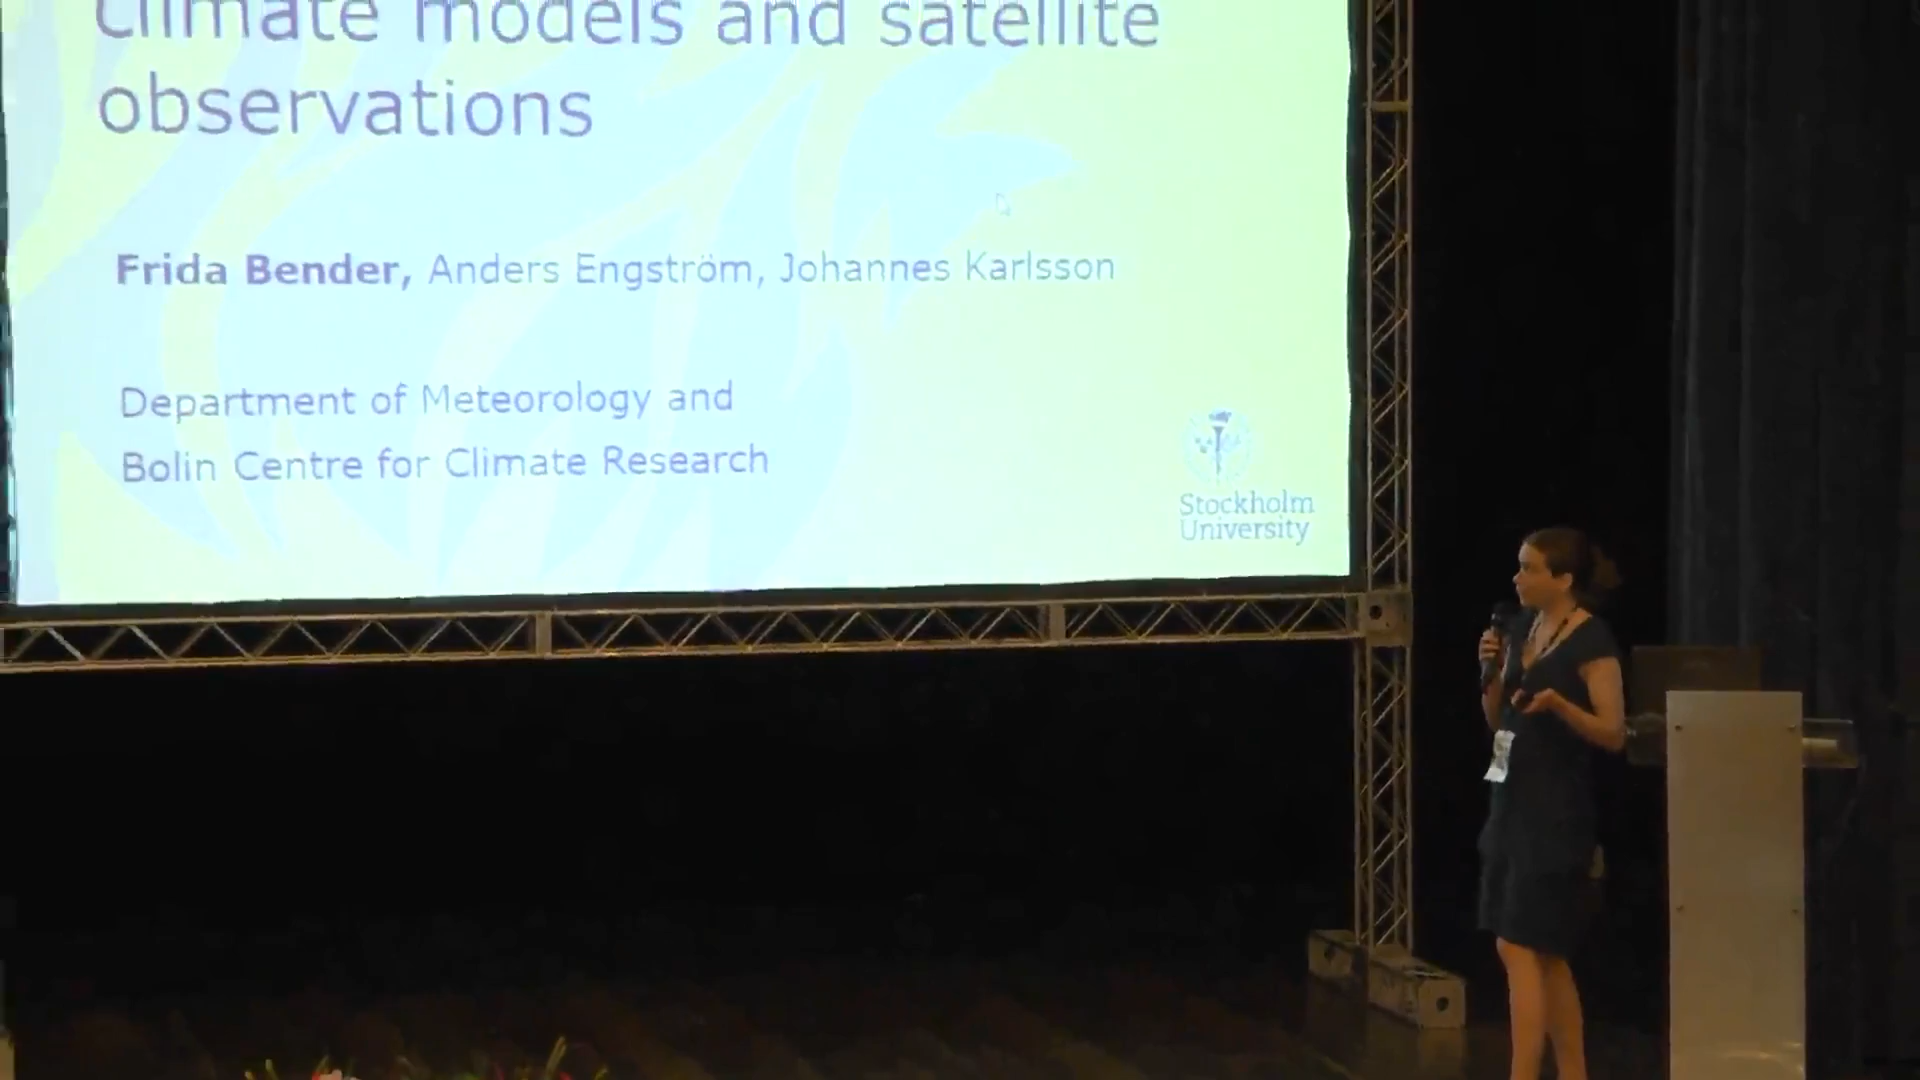 Climate models and satellite
observations
Frida Bender, Anders Engström, Johannes Karlsson
Department of Meteorology and
Bolin Centre for Climate Research
Stockholm
University